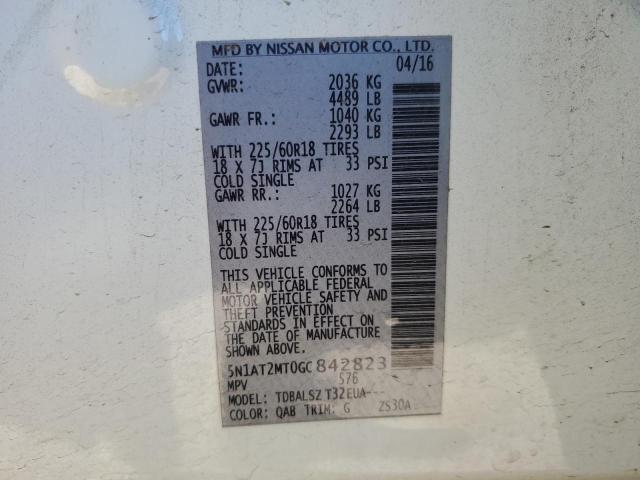 MFD BY NISSAN MOTOR CO., LTD.
DATE: 04/16
GVWR: 2036 KG
4489 LB
GAWR FR.: 1040 KG
2293 LB
WITH 225/60R18 TIRES
18 X 7J RIMS AT 33 PSI
COLD SINGLE
GAWR RR.: 1027 KG
2264 LB
WITH 225/60R18 TIRES
18 X 7J RIMS AT 33 PSI
COLD SINGLE
THIS VEHICLE CONFORMS TO
ALL APPLICABLE FEDERAL
MOTOR VEHICLE SAFETY AND
THEFT PREVENTION
STANDARDS IN EFFECT ON
THE DATE OF MANUFACTURE
SHOWN ABOVE.
5N1AT2MT0GC842823
MPV 576
MODEL: TDBALSZ T32EUA---
COLOR: QAB TRIM: G ZS30A